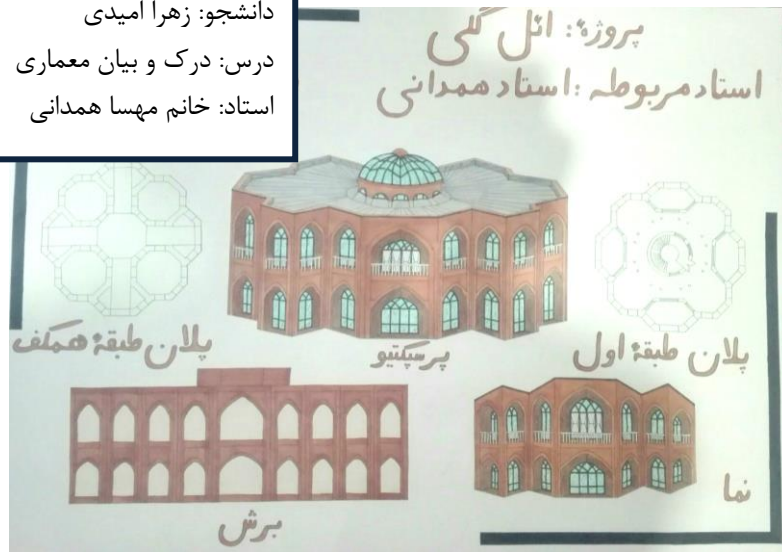 دانشجو: زهرا امیدی
درس: درک و بیان معماری
استاد: خانم مهسا همدانی
پروژه: ائل گلی
استاد مربوطه: استاد همدانی
پلان طبقهٔ همکف
پرسپکتیو
پلان طبقهٔ اول
برش
نما